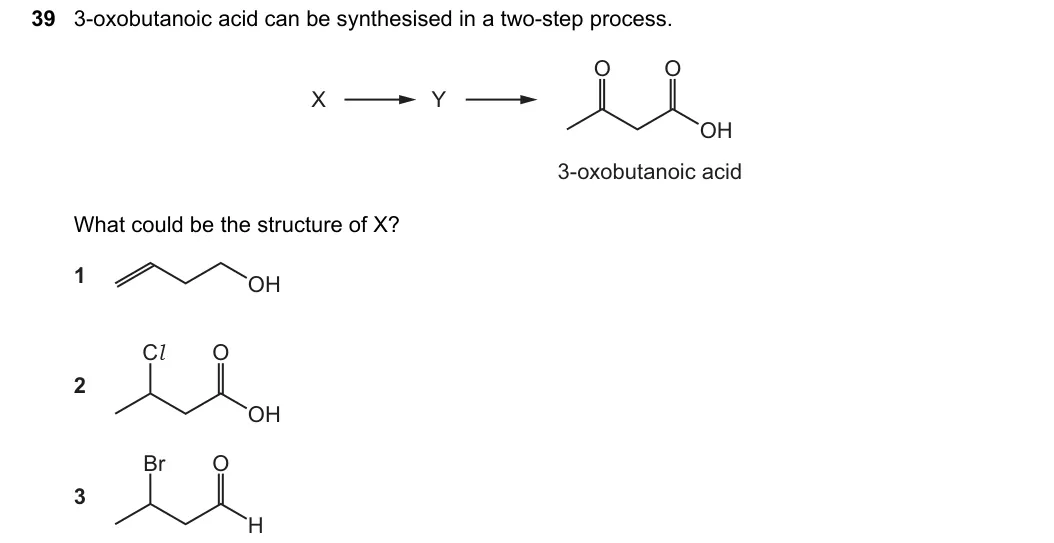 39 3-oxobutanoic acid can be synthesised in a two-step process.
O O
X Y
OH
3-oxobutanoic acid
What could be the structure of X?
1
OH
Cl O
2
OH
Br O
3
H